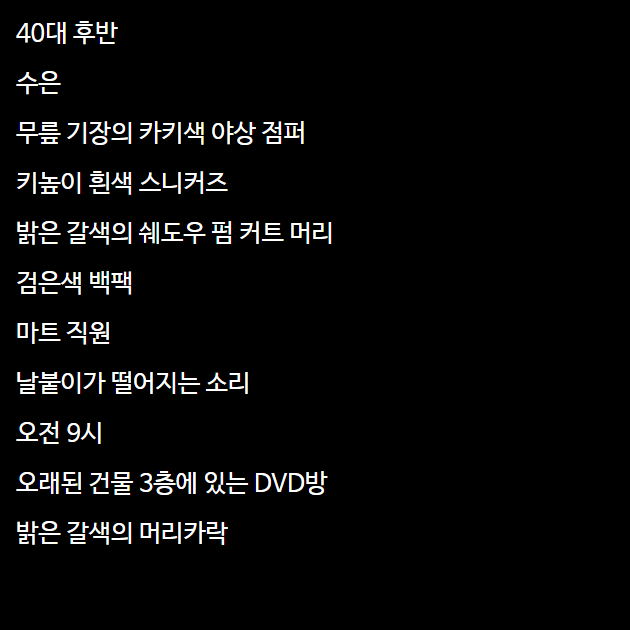 40대 후반
수은
무릎 기장의 카키색 야상 점퍼
키높이 흰색 스니커즈
밝은 갈색의 쉐도우 펌 커트 머리
검은색 백팩
마트 직원
날붙이가 떨어지는 소리
오전 9시
오래된 건물 3층에 있는 DVD방
밝은 갈색의 머리카락